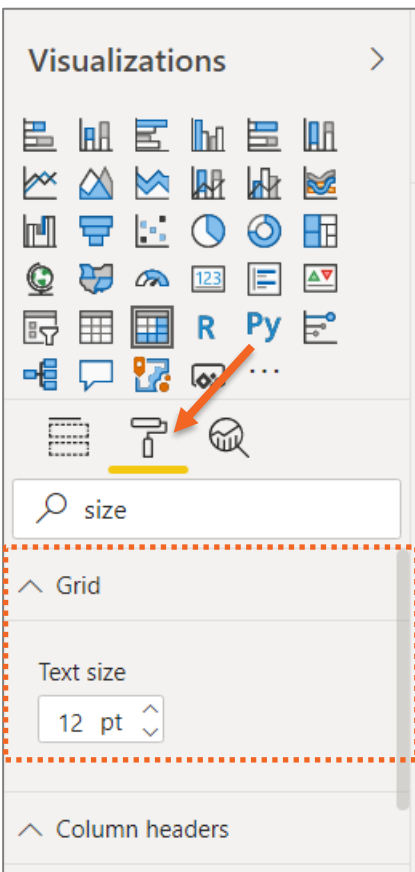 Visualizations
123
R Py
...
size
Grid
Text size
12 pt
Column headers